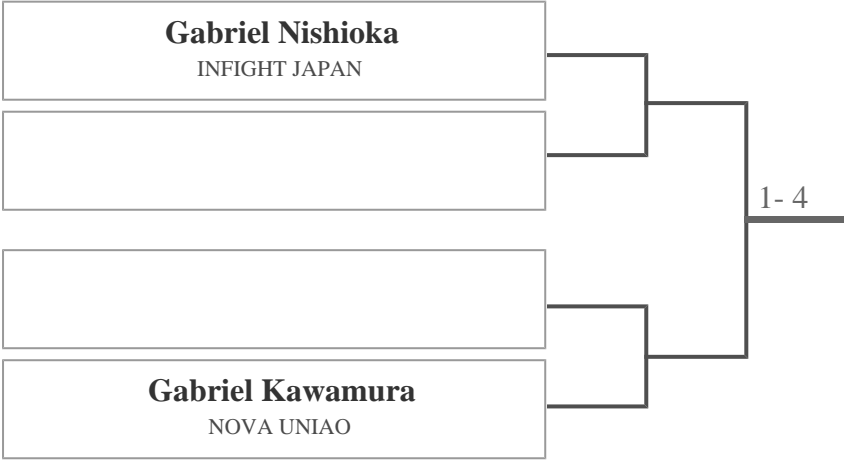 Gabriel Nishioka
INFIGHT JAPAN
1- 4
Gabriel Kawamura
NOVA UNIAO